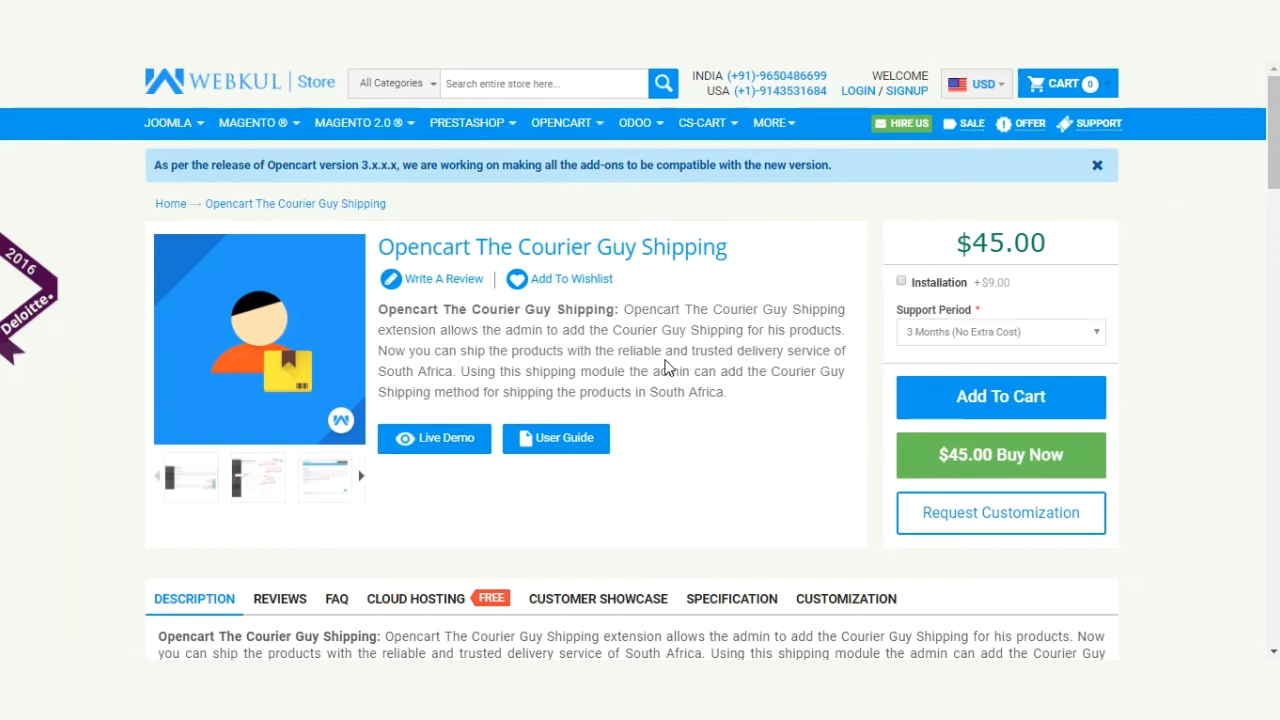 WEBKUL | Store
All Categories
Search entire store here...
INDIA (+91)-9650486699
USA (+1)-9143531684
WELCOME
LOGIN / SIGNUP
USD
CART 0
JOOMLA MAGENTO ® MAGENTO 2.0 ® PRESTASHOP OPENCART ODOO CS-CART MORE HIRE US SALE OFFER SUPPORT
As per the release of Opencart version 3.x.x.x, we are working on making all the add-ons to be compatible with the new version.
Home → Opencart The Courier Guy Shipping
2016
Deloitte.
Opencart The Courier Guy Shipping
Write A Review | Add To Wishlist
Opencart The Courier Guy Shipping: Opencart The Courier Guy Shipping
extension allows the admin to add the Courier Guy Shipping for his products.
Now you can ship the products with the reliable and trusted delivery service of
South Africa. Using this shipping module the admin can add the Courier Guy
Shipping method for shipping the products in South Africa.
Live Demo
User Guide
$45.00
Installation +$9.00
Support Period *
3 Months (No Extra Cost)
Add To Cart
$45.00 Buy Now
Request Customization
DESCRIPTION REVIEWS FAQ CLOUD HOSTING FREE CUSTOMER SHOWCASE SPECIFICATION CUSTOMIZATION
Opencart The Courier Guy Shipping: Opencart The Courier Guy Shipping extension allows the admin to add the Courier Guy Shipping for his products. Now
you can ship the products with the reliable and trusted delivery service of South Africa. Using this shipping module the admin can add the Courier Guy